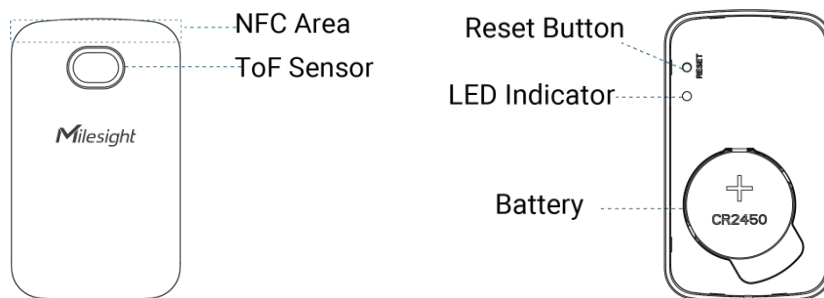 NFC Area
ToF Sensor
Milesight
Reset Button
RESET
LED Indicator
Battery
CR2450